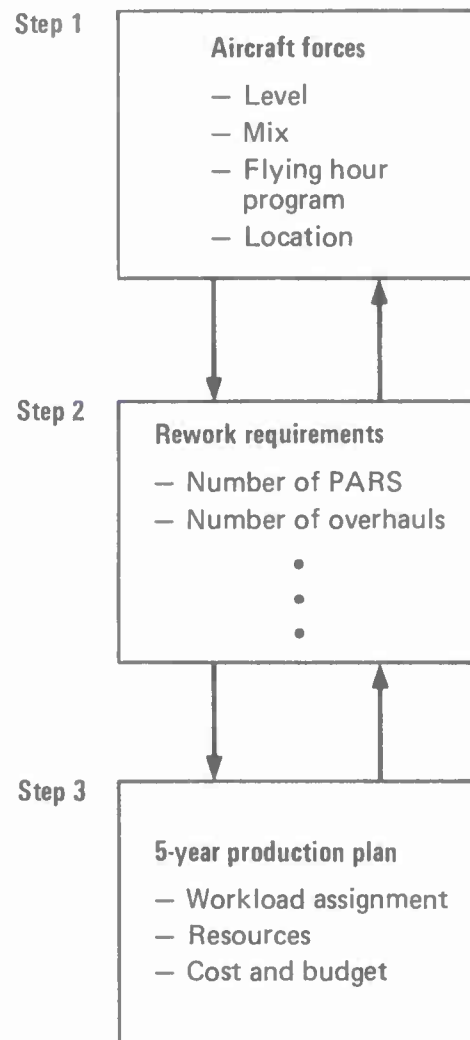 Step 1
Aircraft forces
— Level
— Mix
— Flying hour
program
— Location
Step 2
Rework requirements
— Number of PARS
— Number of overhauls
Step 3
5-year production plan
— Workload assignment
— Resources
— Cost and budget